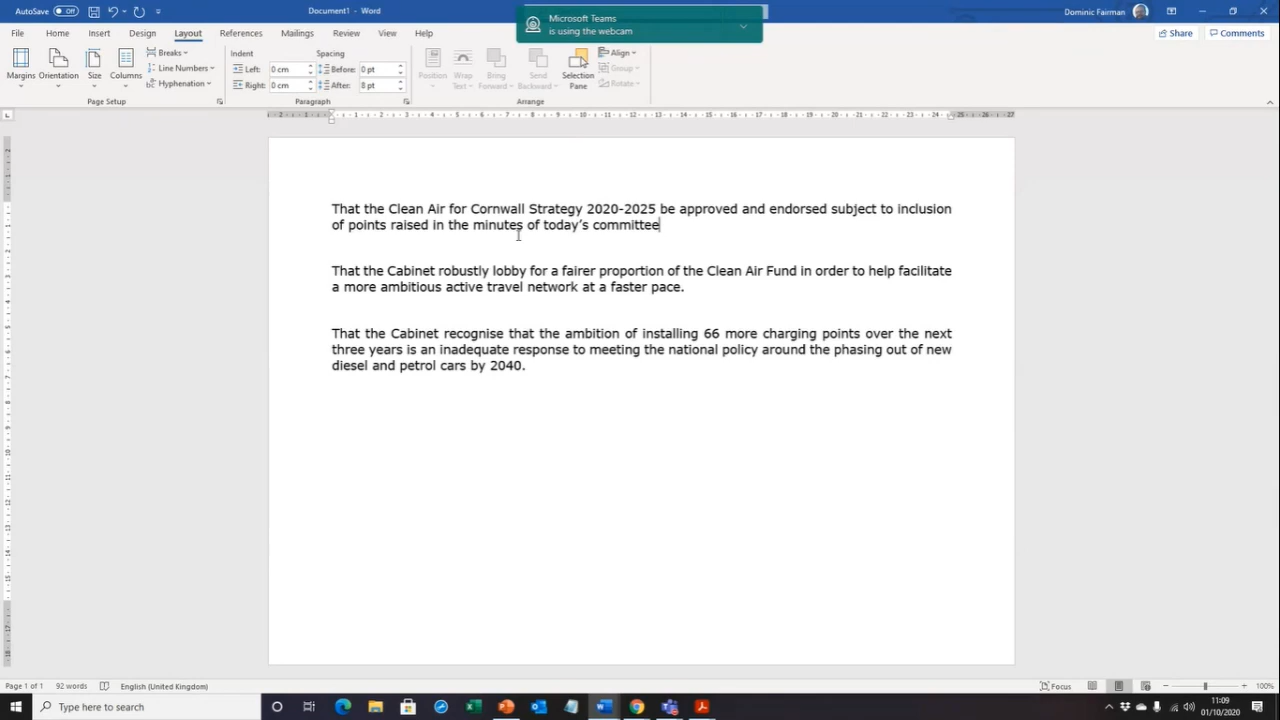 AutoSave Off
Document1 - Word
Microsoft Teams
is using the webcam
Dominic Fairman
File Home Insert Design Layout References Mailings Review View Help
Share Comments
Margins Orientation Size Columns
Breaks
Line Numbers
Hyphenation
Page Setup
Indent
Left: 0 cm
Right: 0 cm
Spacing
Before: 0 pt
After: 8 pt
Paragraph
Position Wrap Text Bring Forward Send Backward Selection Pane
Align
Group
Rotate
Arrange
That the Clean Air for Cornwall Strategy 2020-2025 be approved and endorsed subject to inclusion
of points raised in the minutes of today’s committee
That the Cabinet robustly lobby for a fairer proportion of the Clean Air Fund in order to help facilitate
a more ambitious active travel network at a faster pace.
That the Cabinet recognise that the ambition of installing 66 more charging points over the next
three years is an inadequate response to meeting the national policy around the phasing out of new
diesel and petrol cars by 2040.
Page 1 of 1 92 words English (United Kingdom)
Focus 100%
Type here to search
11:09
01/10/2020